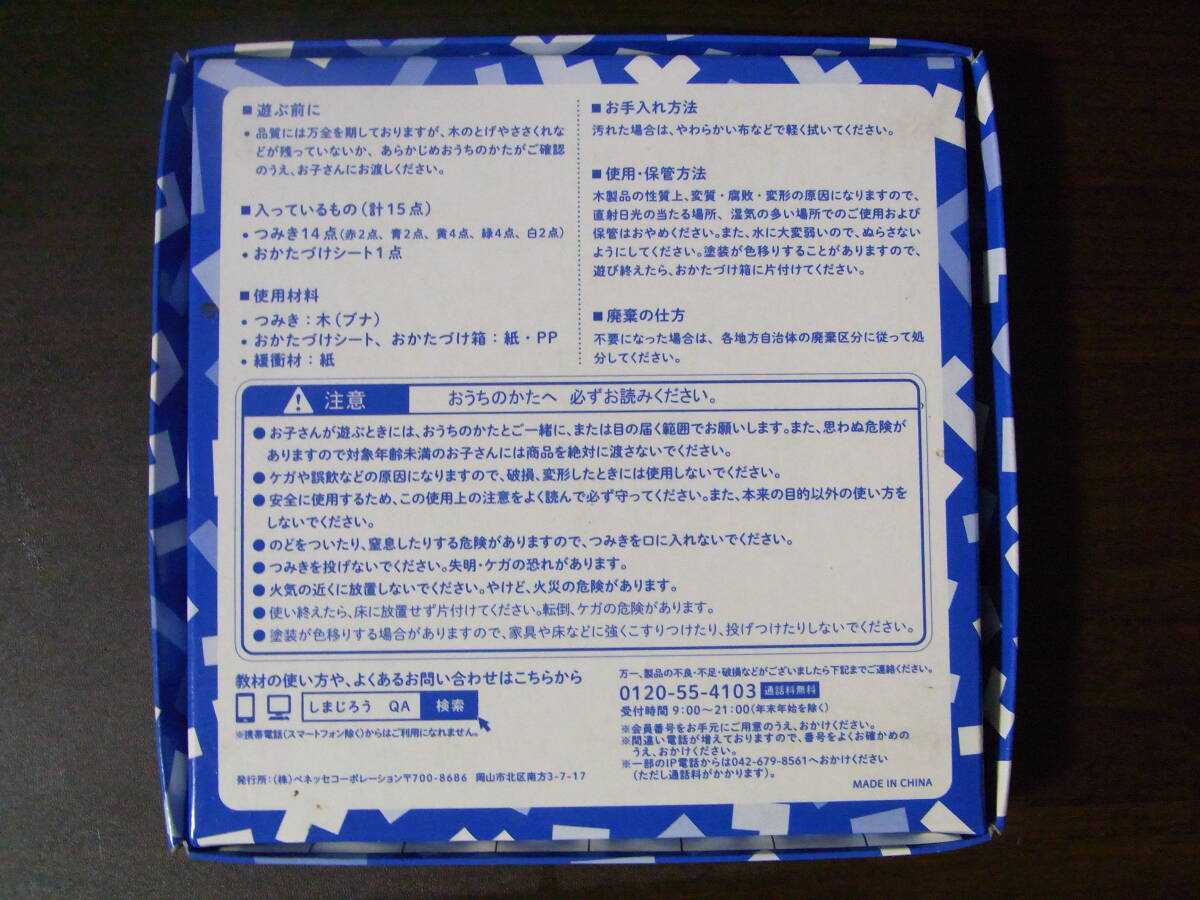 ■遊ぶ前に
• 品質には万全を期しておりますが、木のとげやささくれな
どが残っていないか、あらかじめおうちのかたがご確認
のうえ、お子さんにお渡しください。
■入っているもの(計15点)
• つみき14点(赤2点、青2点、黄4点、緑4点、白2点)
• おかたづけシート1点
■使用材料
• つみき:木(ブナ)
• おかたづけシート、おかたづけ箱:紙・PP
• 緩衝材:紙
■お手入れ方法
汚れた場合は、やわらかい布などで軽く拭いてください。
■使用・保管方法
木製品の性質上、変質・腐敗・変形の原因になりますので、
直射日光の当たる場所、湿気の多い場所でのご使用および
保管はおやめください。また、水に大変弱いので、ぬらさない
ようにしてください。塗装が色移りすることがありますので、
遊び終えたら、おかたづけ箱に片付けてください。
■廃棄の仕方
不要になった場合は、各地方自治体の廃棄区分に従って処
分してください。
注意 おうちのかたへ 必ずお読みください。
●お子さんが遊ぶときには、おうちのかたとご一緒に、または目の届く範囲でお願いします。また、思わぬ危険が
ありますので対象年齢未満のお子さんには商品を絶対に渡さないでください。
●ケガや誤飲などの原因になりますので、破損、変形したときには使用しないでください。
●安全に使用するため、この使用上の注意をよく読んで必ず守ってください。また、本来の目的以外の使い方を
しないでください。
●のどをついたり、窒息したりする危険がありますので、つみきを口に入れないでください。
●つみきを投げないでください。失明・ケガの恐れがあります。
●火気の近くに放置しないでください。やけど、火災の危険があります。
●使い終えたら、床に放置せず片付けてください。転倒、ケガの危険があります。
●塗装が色移りする場合がありますので、家具や床などに強くこすりつけたり、投げつけたりしないでください。
教材の使い方や、よくあるお問い合わせはこちらから
しまじろう QA 検索
※携帯電話(スマートフォン除く)からはご利用になれません。
発行所:(株)ベネッセコーポレーション〒700-8686 岡山市北区南方3-7-17
万一、製品の不良・不足・破損などがございましたら下記までご連絡ください。
0120-55-4103 通話料無料
受付時間 9:00〜21:00(年末年始を除く)
※会員番号をお手元にご用意のうえ、おかけください。
※間違い電話が増えておりますので、番号をよくお確かめの
うえ、おかけください。
※一部のIP電話からは042-679-8561へおかけください
(ただし通話料がかかります)。
MADE IN CHINA